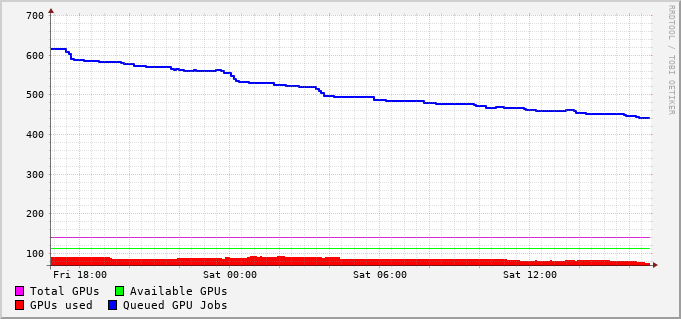 700
600
500
400
300
200
100
Fri 18:00 Sat 00:00 Sat 06:00 Sat 12:00
Total GPUs Available GPUs
GPUs used Queued GPU Jobs
RRDTOOL / TOBI OETIKER